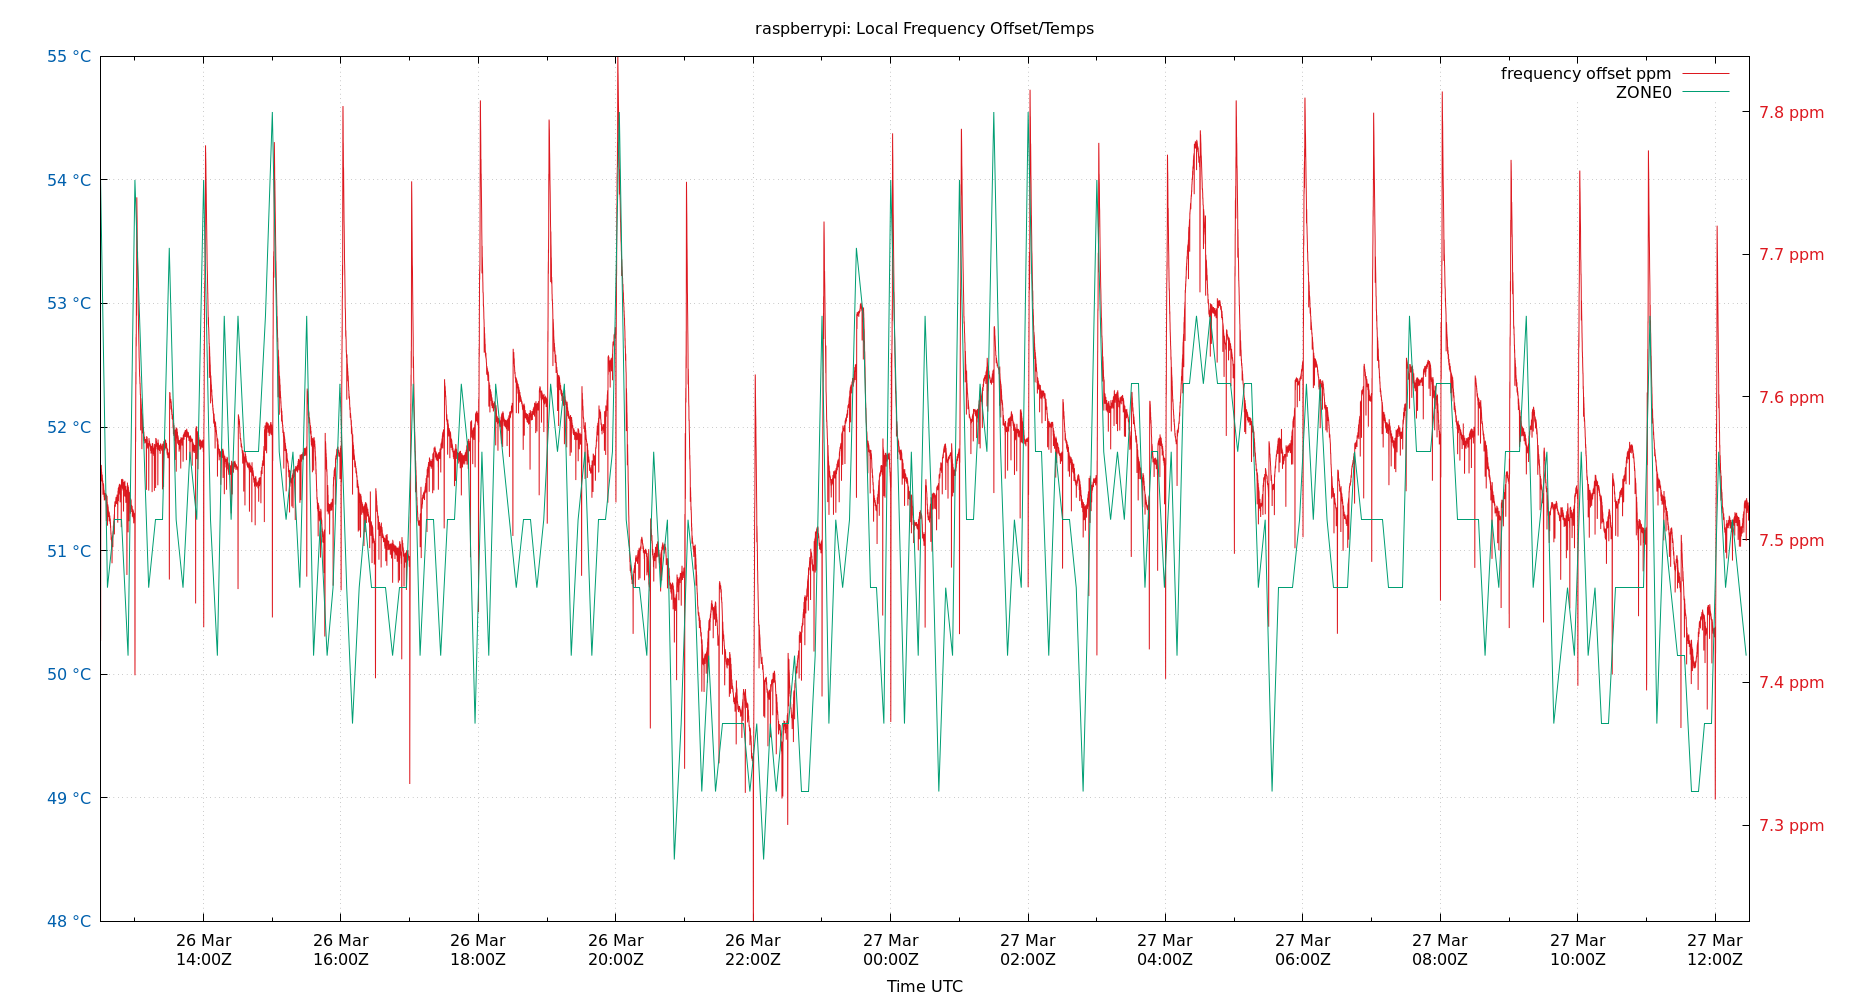 raspberrypi: Local Frequency Offset/Temps
frequency offset ppm
ZONE0
55 °C
54 °C
53 °C
52 °C
51 °C
50 °C
49 °C
48 °C
7.8 ppm
7.7 ppm
7.6 ppm
7.5 ppm
7.4 ppm
7.3 ppm
26 Mar
14:00Z
26 Mar
16:00Z
26 Mar
18:00Z
26 Mar
20:00Z
26 Mar
22:00Z
27 Mar
00:00Z
27 Mar
02:00Z
27 Mar
04:00Z
27 Mar
06:00Z
27 Mar
08:00Z
27 Mar
10:00Z
27 Mar
12:00Z
Time UTC